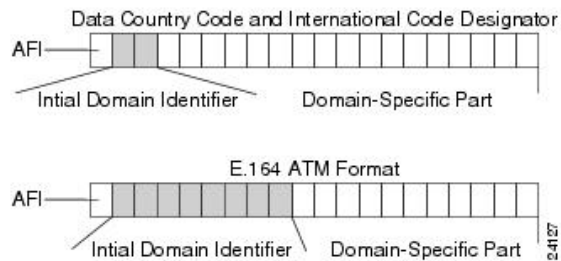 Data Country Code and International Code Designator
AFI
Intial Domain Identifier Domain-Specific Part
E.164 ATM Format
AFI
Intial Domain Identifier Domain-Specific Part
24127